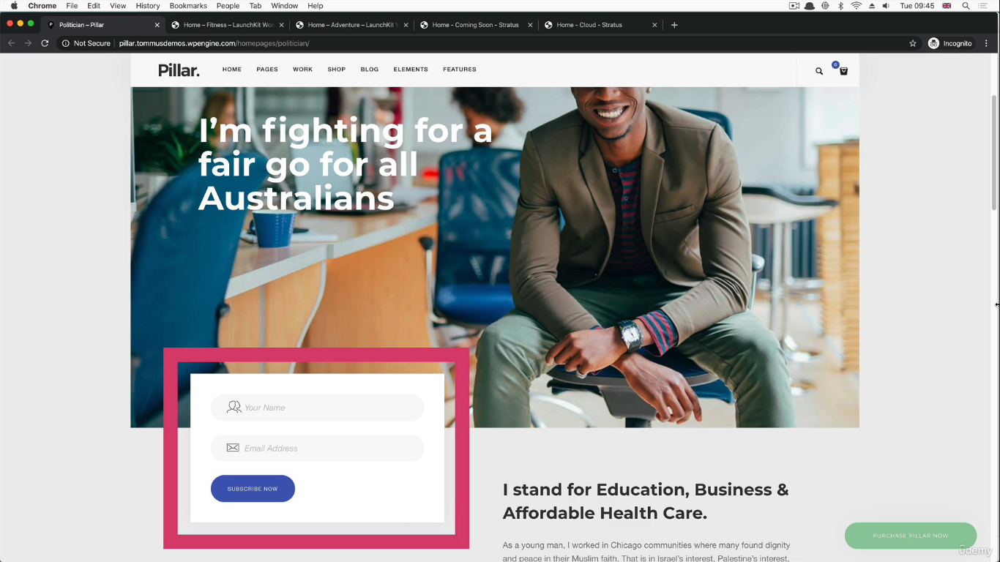 Chrome File Edit View History Bookmarks People Tab Window Help Tue 09:45
Politician – Pillar Home – Fitness – LaunchKit Wor Home – Adventure – LaunchKit W Home - Coming Soon - Stratus Home - Cloud - Stratus
Not Secure pillar.tommusdemos.wpengine.com/homepages/politician/ Incognito
Pillar. HOME PAGES WORK SHOP BLOG ELEMENTS FEATURES 0
I'm fighting for a
fair go for all
Australians
Your Name
Email Address
SUBSCRIBE NOW
I stand for Education, Business &
Affordable Health Care.
As a young man, I worked in Chicago communities where many found dignity
and peace in their Muslim faith. That is in Israel's interest, Palestine's interest,
PURCHASE PILLAR NOW
ûdemy